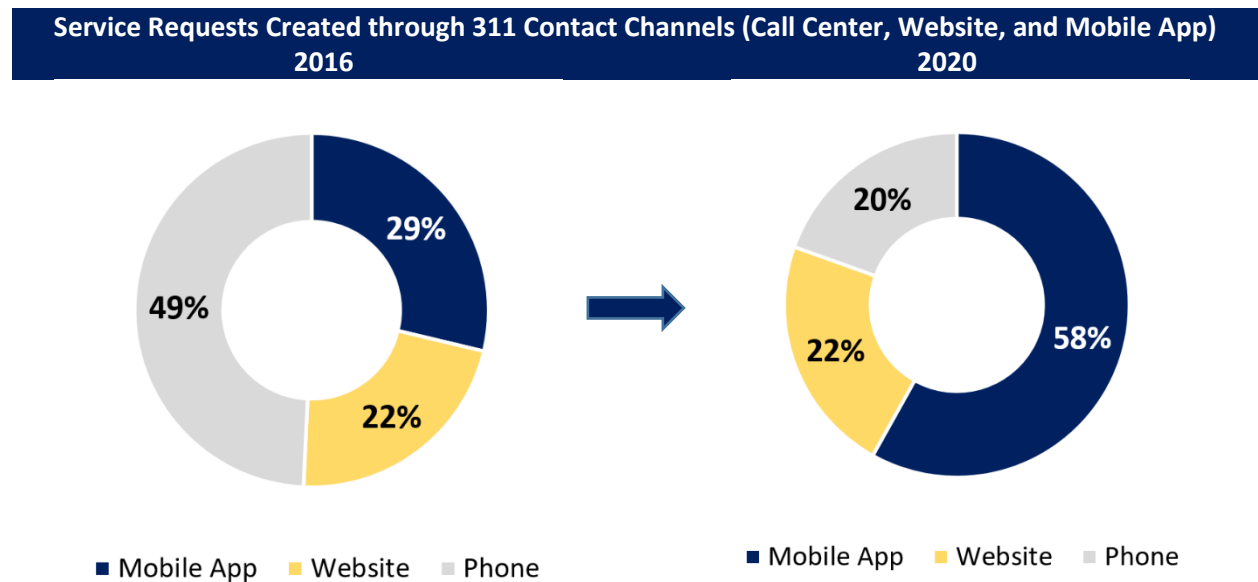 Service Requests Created through 311 Contact Channels (Call Center, Website, and Mobile App)
2016 2020
29%
49%
22%
20%
22%
58%
Mobile App Website Phone
Mobile App Website Phone